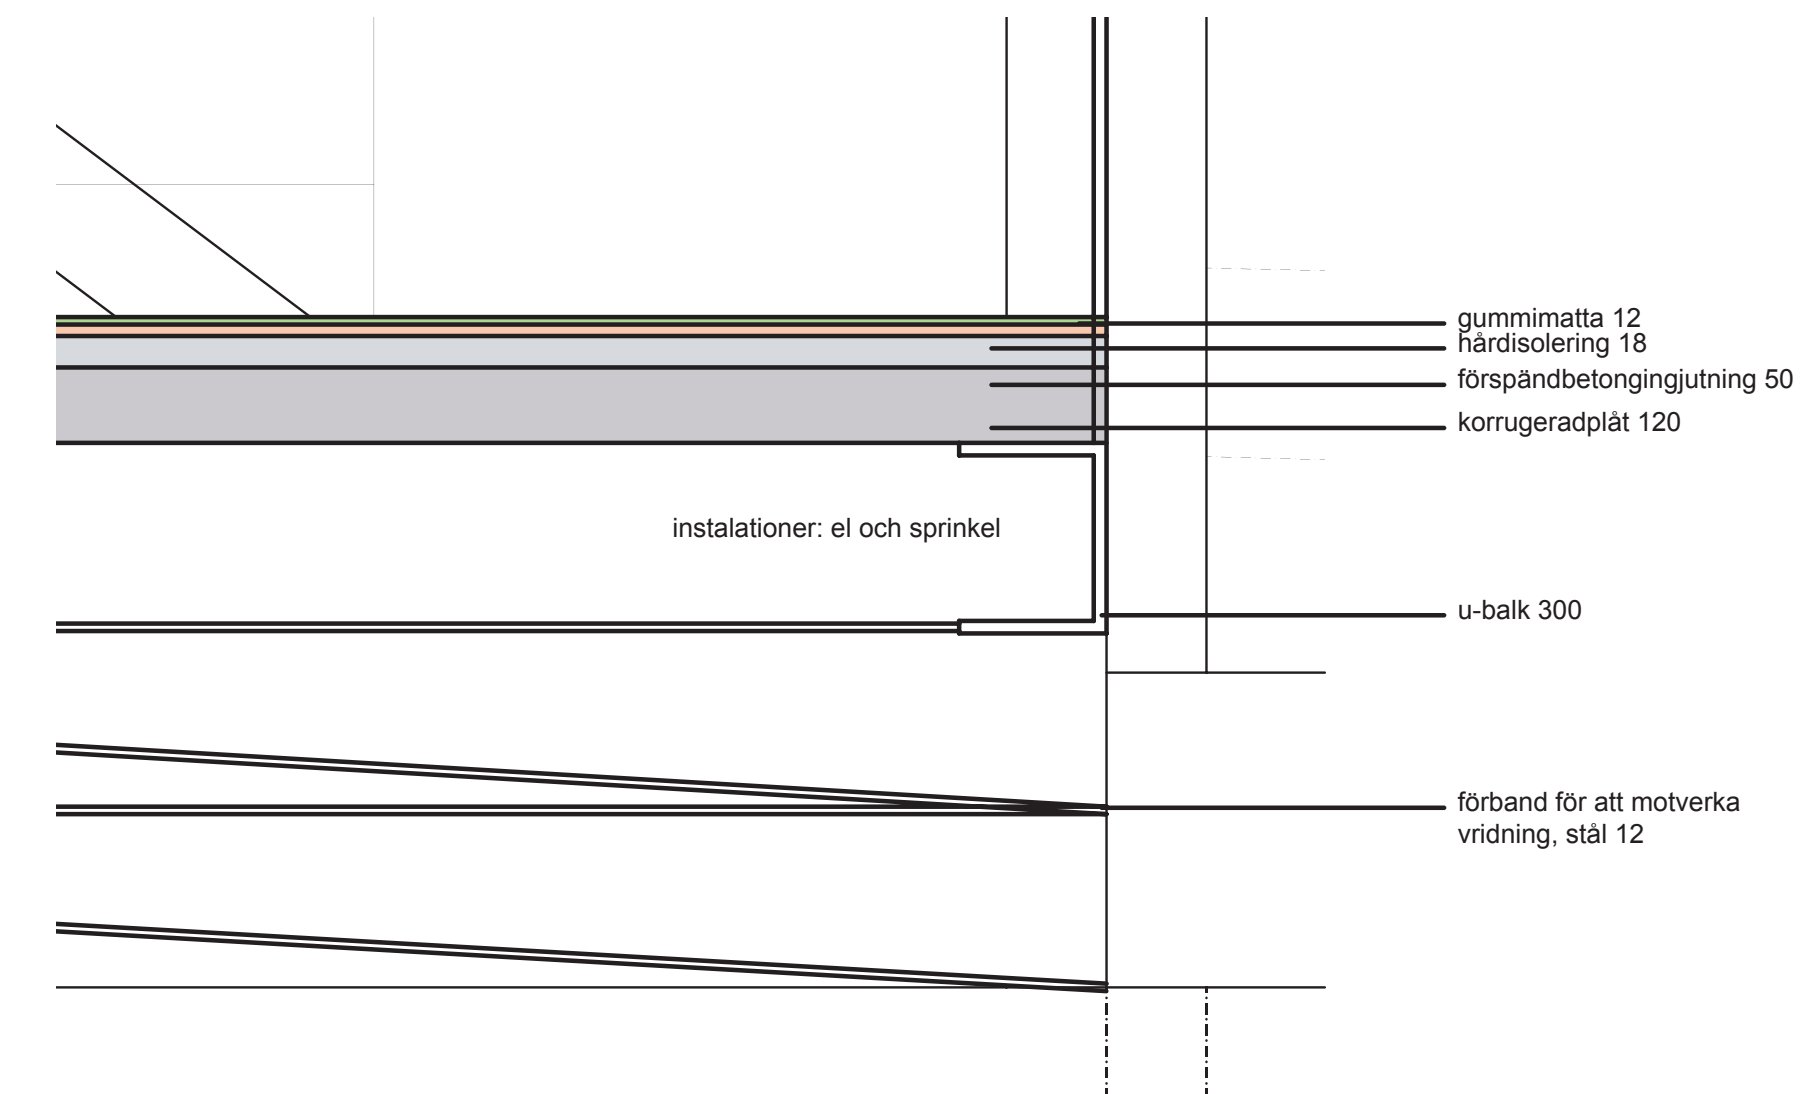 gummimatta 12
hårdisolering 18
förspändbetongingjutning 50
korrugeradplåt 120
instalationer: el och sprinkel
u-balk 300
förband för att motverka
vridning, stål 12